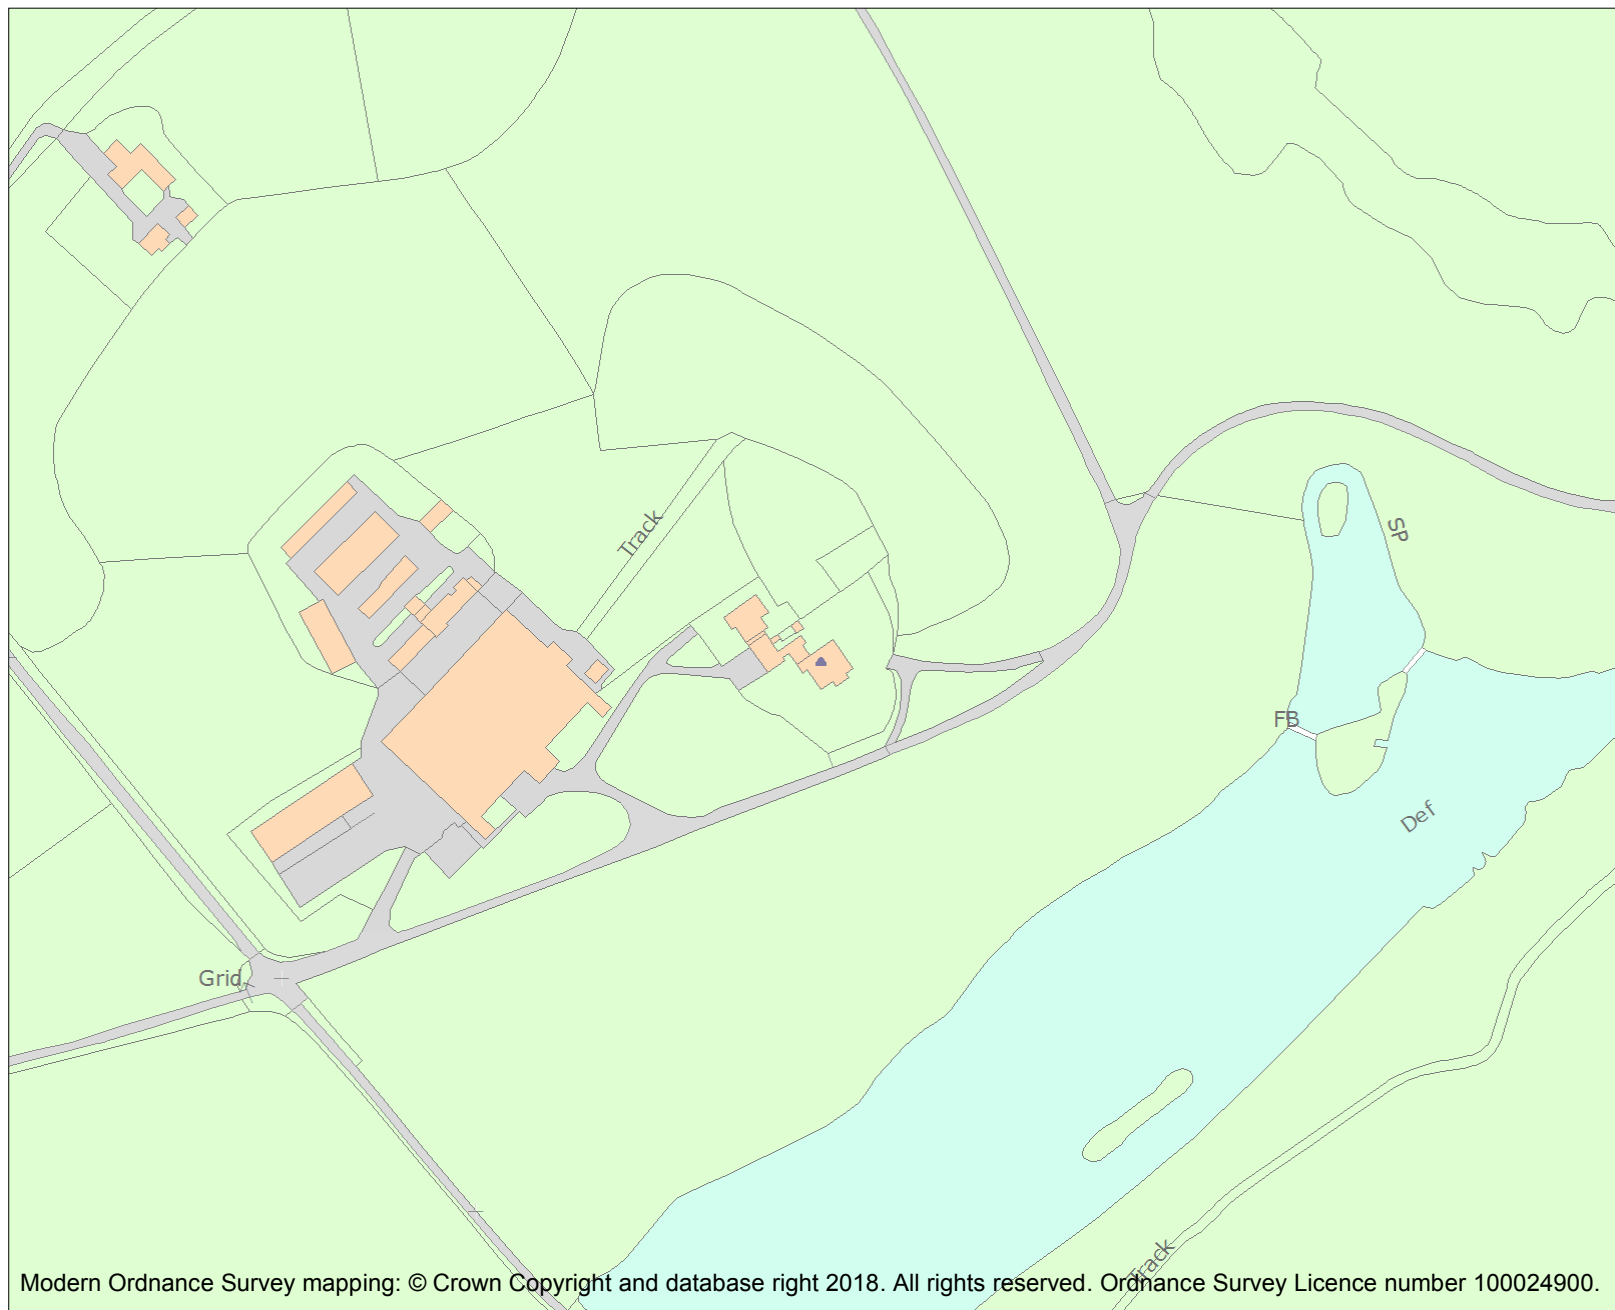 Track
SP
FB
Def
Grid
Track
Modern Ordnance Survey mapping: © Crown Copyright and database right 2018. All rights reserved. Ordnance Survey Licence number 100024900.